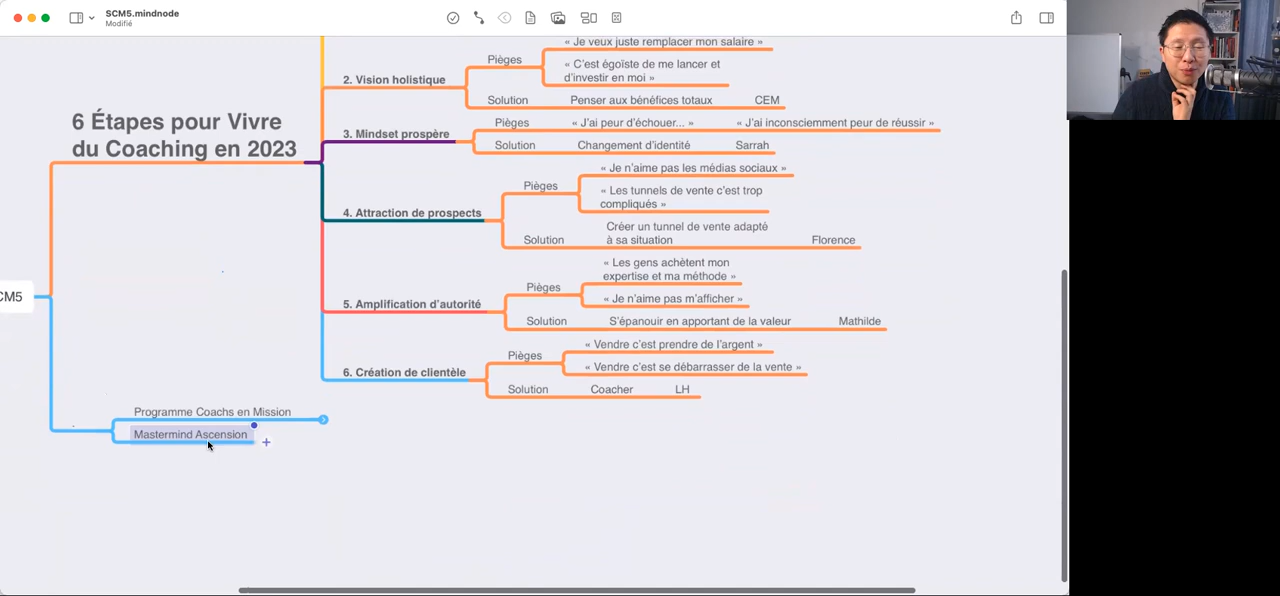 SCM5.mindnode
Modifié
« Je veux juste remplacer mon salaire »
Pièges
« C'est égoïste de me lancer et
d'investir en moi »
2. Vision holistique
Solution
Penser aux bénéfices totaux
CEM
6 Étapes pour Vivre
du Coaching en 2023
3. Mindset prospère
Pièges
« J'ai peur d'échouer... »
« J'ai inconsciemment peur de réussir »
Solution
Changement d'identité
Sarrah
« Je n'aime pas les médias sociaux »
Pièges
« Les tunnels de vente c'est trop
compliqués »
4. Attraction de prospects
Solution
Créer un tunnel de vente adapté
à sa situation
Florence
« Les gens achètent mon
expertise et ma méthode »
Pièges
« Je n'aime pas m'afficher »
5. Amplification d'autorité
Solution
S'épanouir en apportant de la valeur
Mathilde
« Vendre c'est prendre de l'argent »
Pièges
« Vendre c'est se débarrasser de la vente »
6. Création de clientèle
Solution
Coacher
LH
CM5
Programme Coachs en Mission
Mastermind Ascension